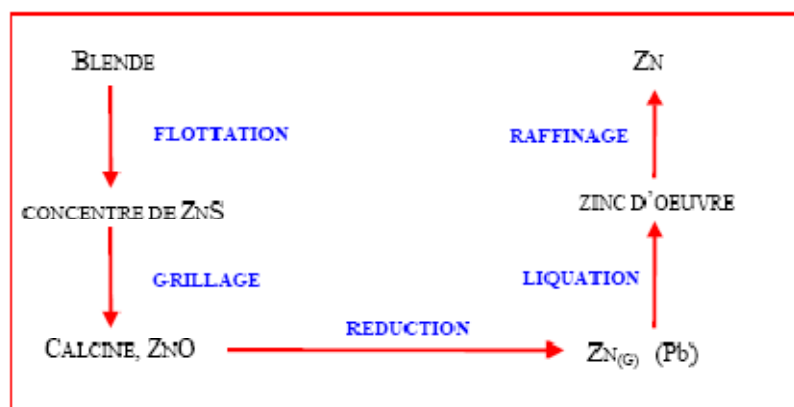 BLENDE
ZN
FLOTTATION
RAFFINAGE
CONCENTRE DE ZNS
ZINC D'OEUVRE
GRILLAGE
LIQUATION
REDUCTION
CALCINE, ZNO
ZN(G) (Pb)